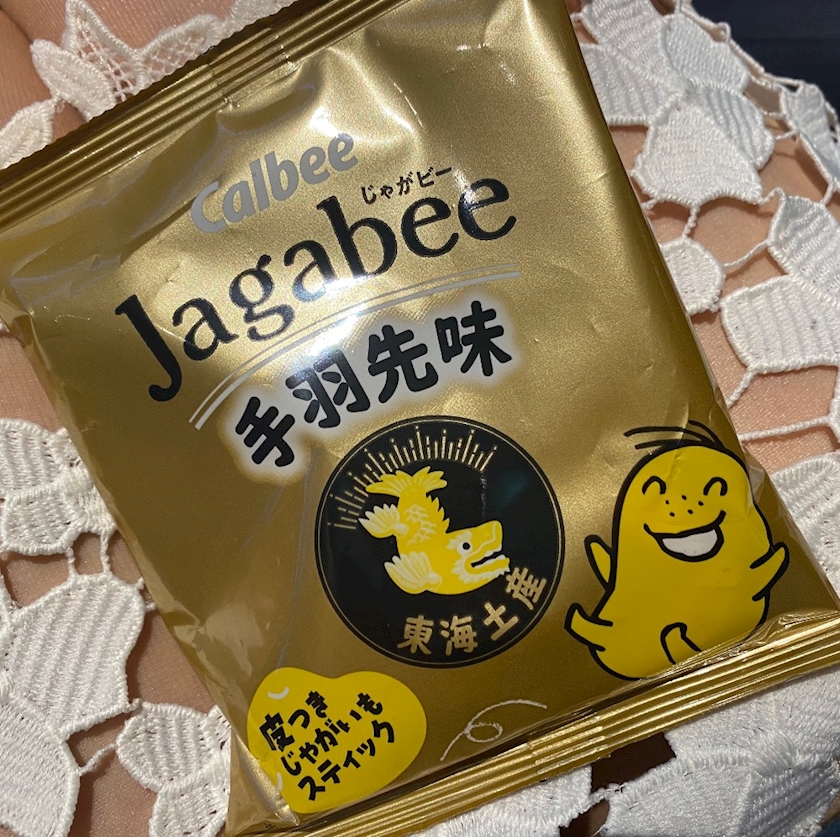 Calbee
じゃがビー
Jagabee
手羽先味
東海土産
皮つき
じゃがいも
スティック